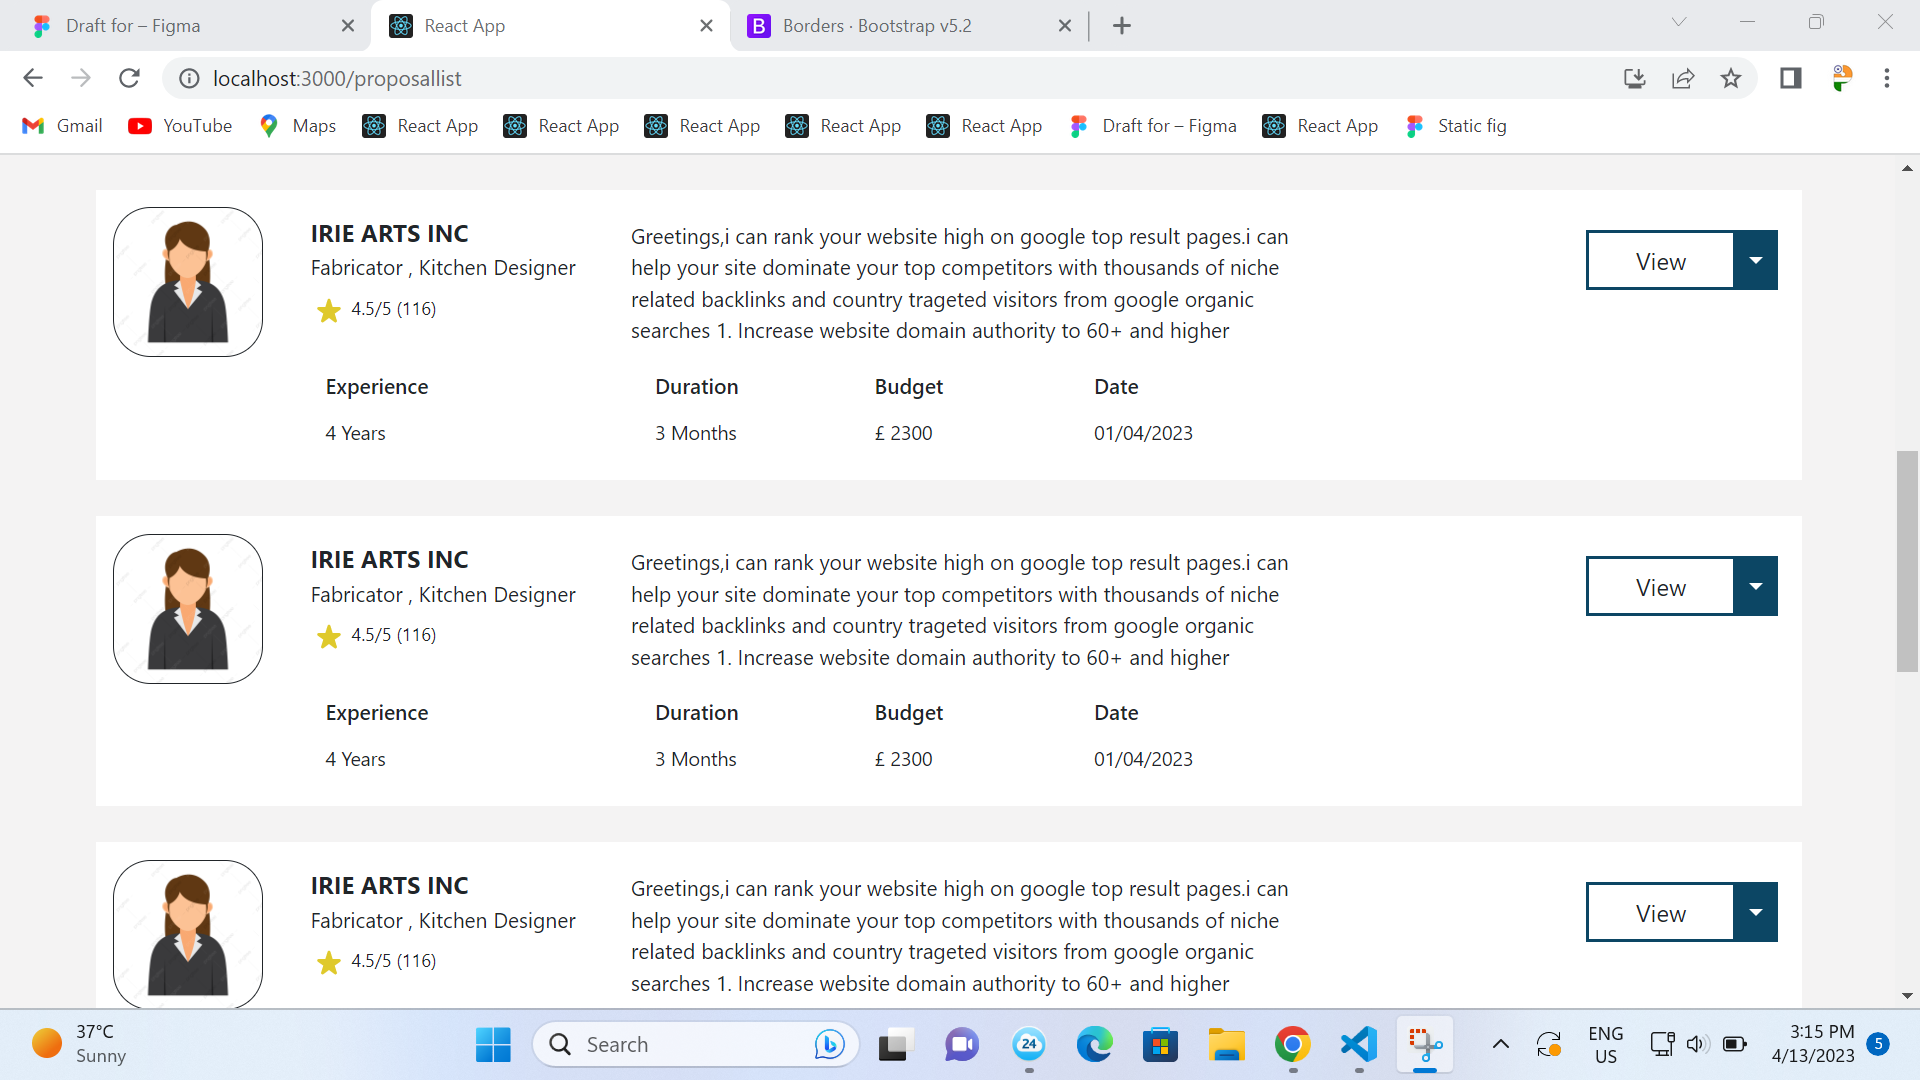 Draft for – Figma
React App
Borders · Bootstrap v5.2
localhost:3000/proposallist
Gmail
YouTube
Maps
React App
React App
React App
React App
React App
Draft for – Figma
React App
Static fig
IRIE ARTS INC
Fabricator , Kitchen Designer
4.5/5 (116)
Greetings,i can rank your website high on google top result pages.i can
help your site dominate your top competitors with thousands of niche
related backlinks and country trageted visitors from google organic
searches 1. Increase website domain authority to 60+ and higher
View
Experience
Duration
Budget
Date
4 Years
3 Months
£ 2300
01/04/2023
IRIE ARTS INC
Fabricator , Kitchen Designer
4.5/5 (116)
Greetings,i can rank your website high on google top result pages.i can
help your site dominate your top competitors with thousands of niche
related backlinks and country trageted visitors from google organic
searches 1. Increase website domain authority to 60+ and higher
View
Experience
Duration
Budget
Date
4 Years
3 Months
£ 2300
01/04/2023
IRIE ARTS INC
Fabricator , Kitchen Designer
4.5/5 (116)
Greetings,i can rank your website high on google top result pages.i can
help your site dominate your top competitors with thousands of niche
related backlinks and country trageted visitors from google organic
searches 1. Increase website domain authority to 60+ and higher
View
37°C
Sunny
Search
24
ENG
US
3:15 PM
4/13/2023
5